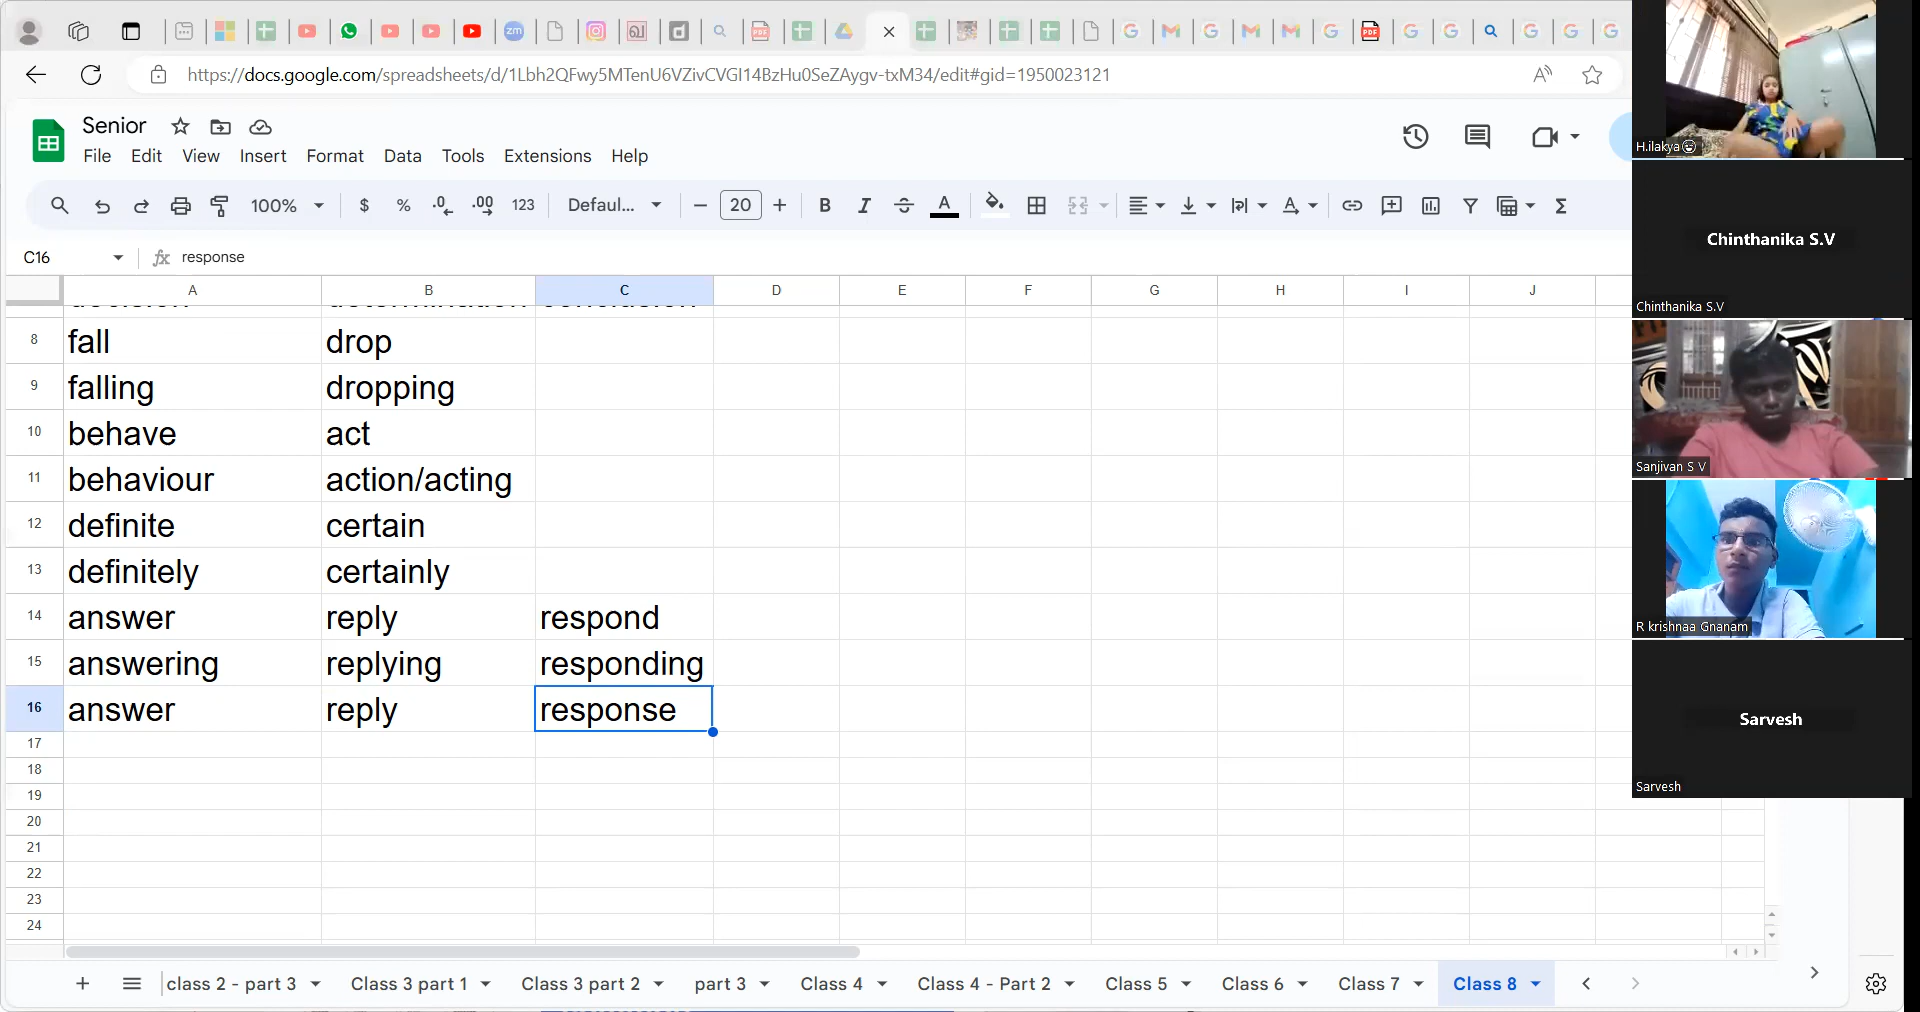 https://docs.google.com/spreadsheets/d/1Lbh2QFwy5MTenU6VZivCVGI14BzHu0SeZAygv-txM34/edit#gid=1950023121
Senior
File Edit View Insert Format Data Tools Extensions Help
100% $ % .0 .00 123 Defaul... 20 B I A
C16 fx response
A B C D E F G H I J
decision determination conclusion
8 fall drop
9 falling dropping
10 behave act
11 behaviour action/acting
12 definite certain
13 definitely certainly
14 answer reply respond
15 answering replying responding
16 answer reply response
17
18
19
20
21
22
23
24
class 2 - part 3 Class 3 part 1 Class 3 part 2 part 3 Class 4 Class 4 - Part 2 Class 5 Class 6 Class 7 Class 8
H.ilakya
Chinthanika S.V
Chinthanika S.V
Sanjivan S V
R krishnaa Gnanam
Sarvesh
Sarvesh